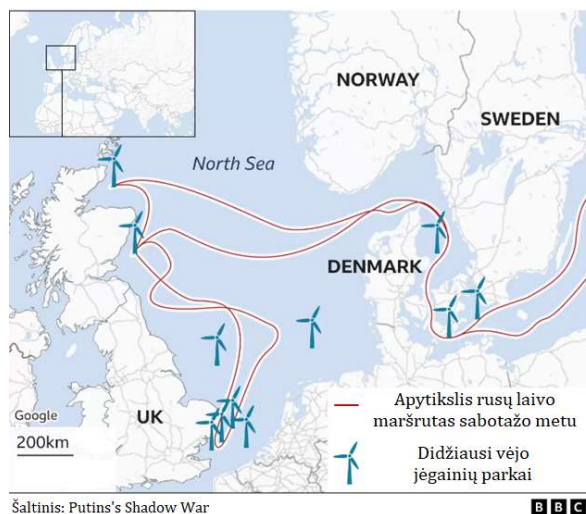 NORWAY
SWEDEN
North Sea
DENMARK
UK
Google
200km
Apytikslis rusų laivo
maršrutas sabotažo metu
Didžiausi vėjo
jėgainių parkai
Šaltinis: Putins's Shadow War
BBC